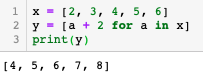 1 x = [2, 3, 4, 5, 6]
2 y = [a + 2 for a in x]
3 print(y)
[4, 5, 6, 7, 8]